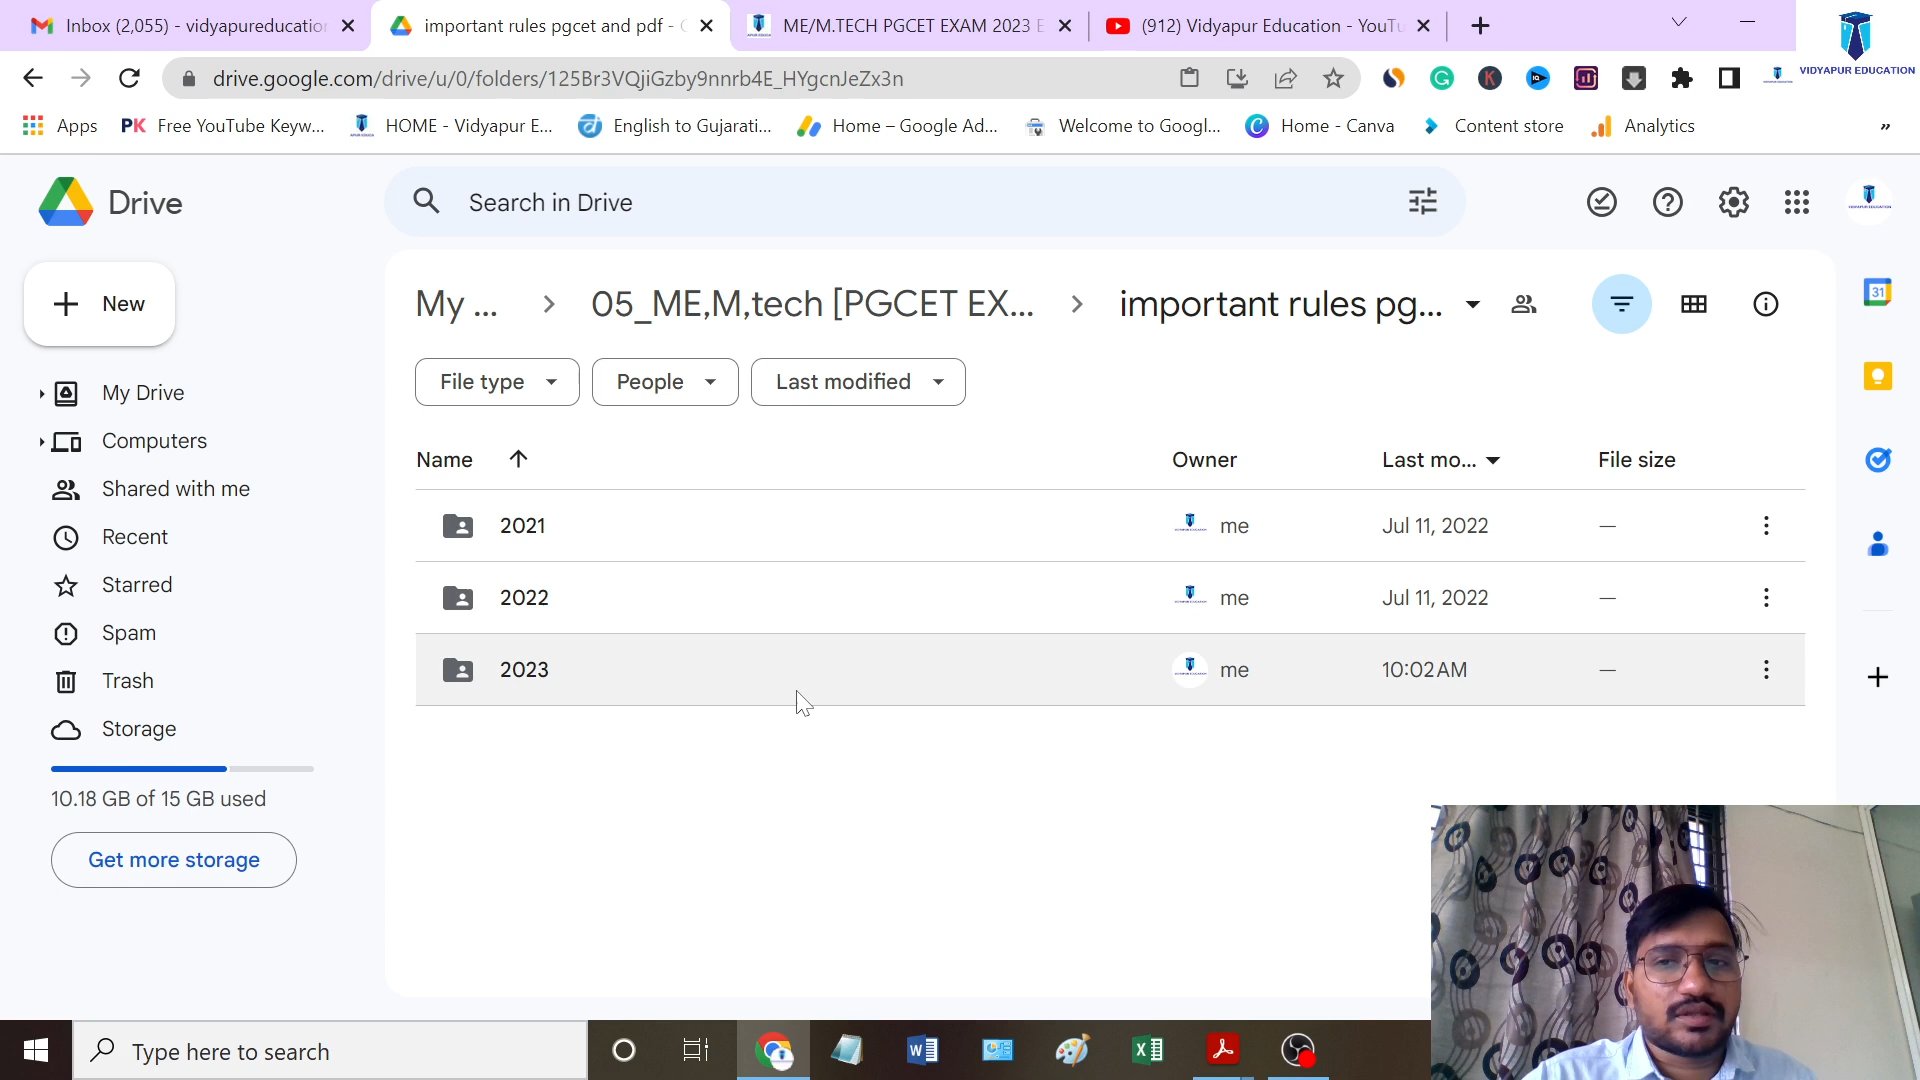 Inbox (2,055) - vidyapureducation
important rules pgcet and pdf -
ME/M.TECH PGCET EXAM 2023 E
(912) Vidyapur Education - YouTu
drive.google.com/drive/u/0/folders/125Br3VQjiGzby9nnrb4E_HYgcnJeZx3n
VIDYAPUR EDUCATION
Apps
PK Free YouTube Keyw...
HOME - Vidyapur E...
English to Gujarati...
Home – Google Ad...
Welcome to Googl...
Home - Canva
Content store
Analytics
»
Drive
Search in Drive
New
My ... > 05_ME,M,tech [PGCET EX... > important rules pg...
31
File type
People
Last modified
My Drive
Computers
Shared with me
Recent
Starred
Spam
Trash
Storage
10.18 GB of 15 GB used
Get more storage
Name Owner Last mo... File size
2021 me Jul 11, 2022 —
2022 me Jul 11, 2022 —
2023 me 10:02 AM —
Type here to search